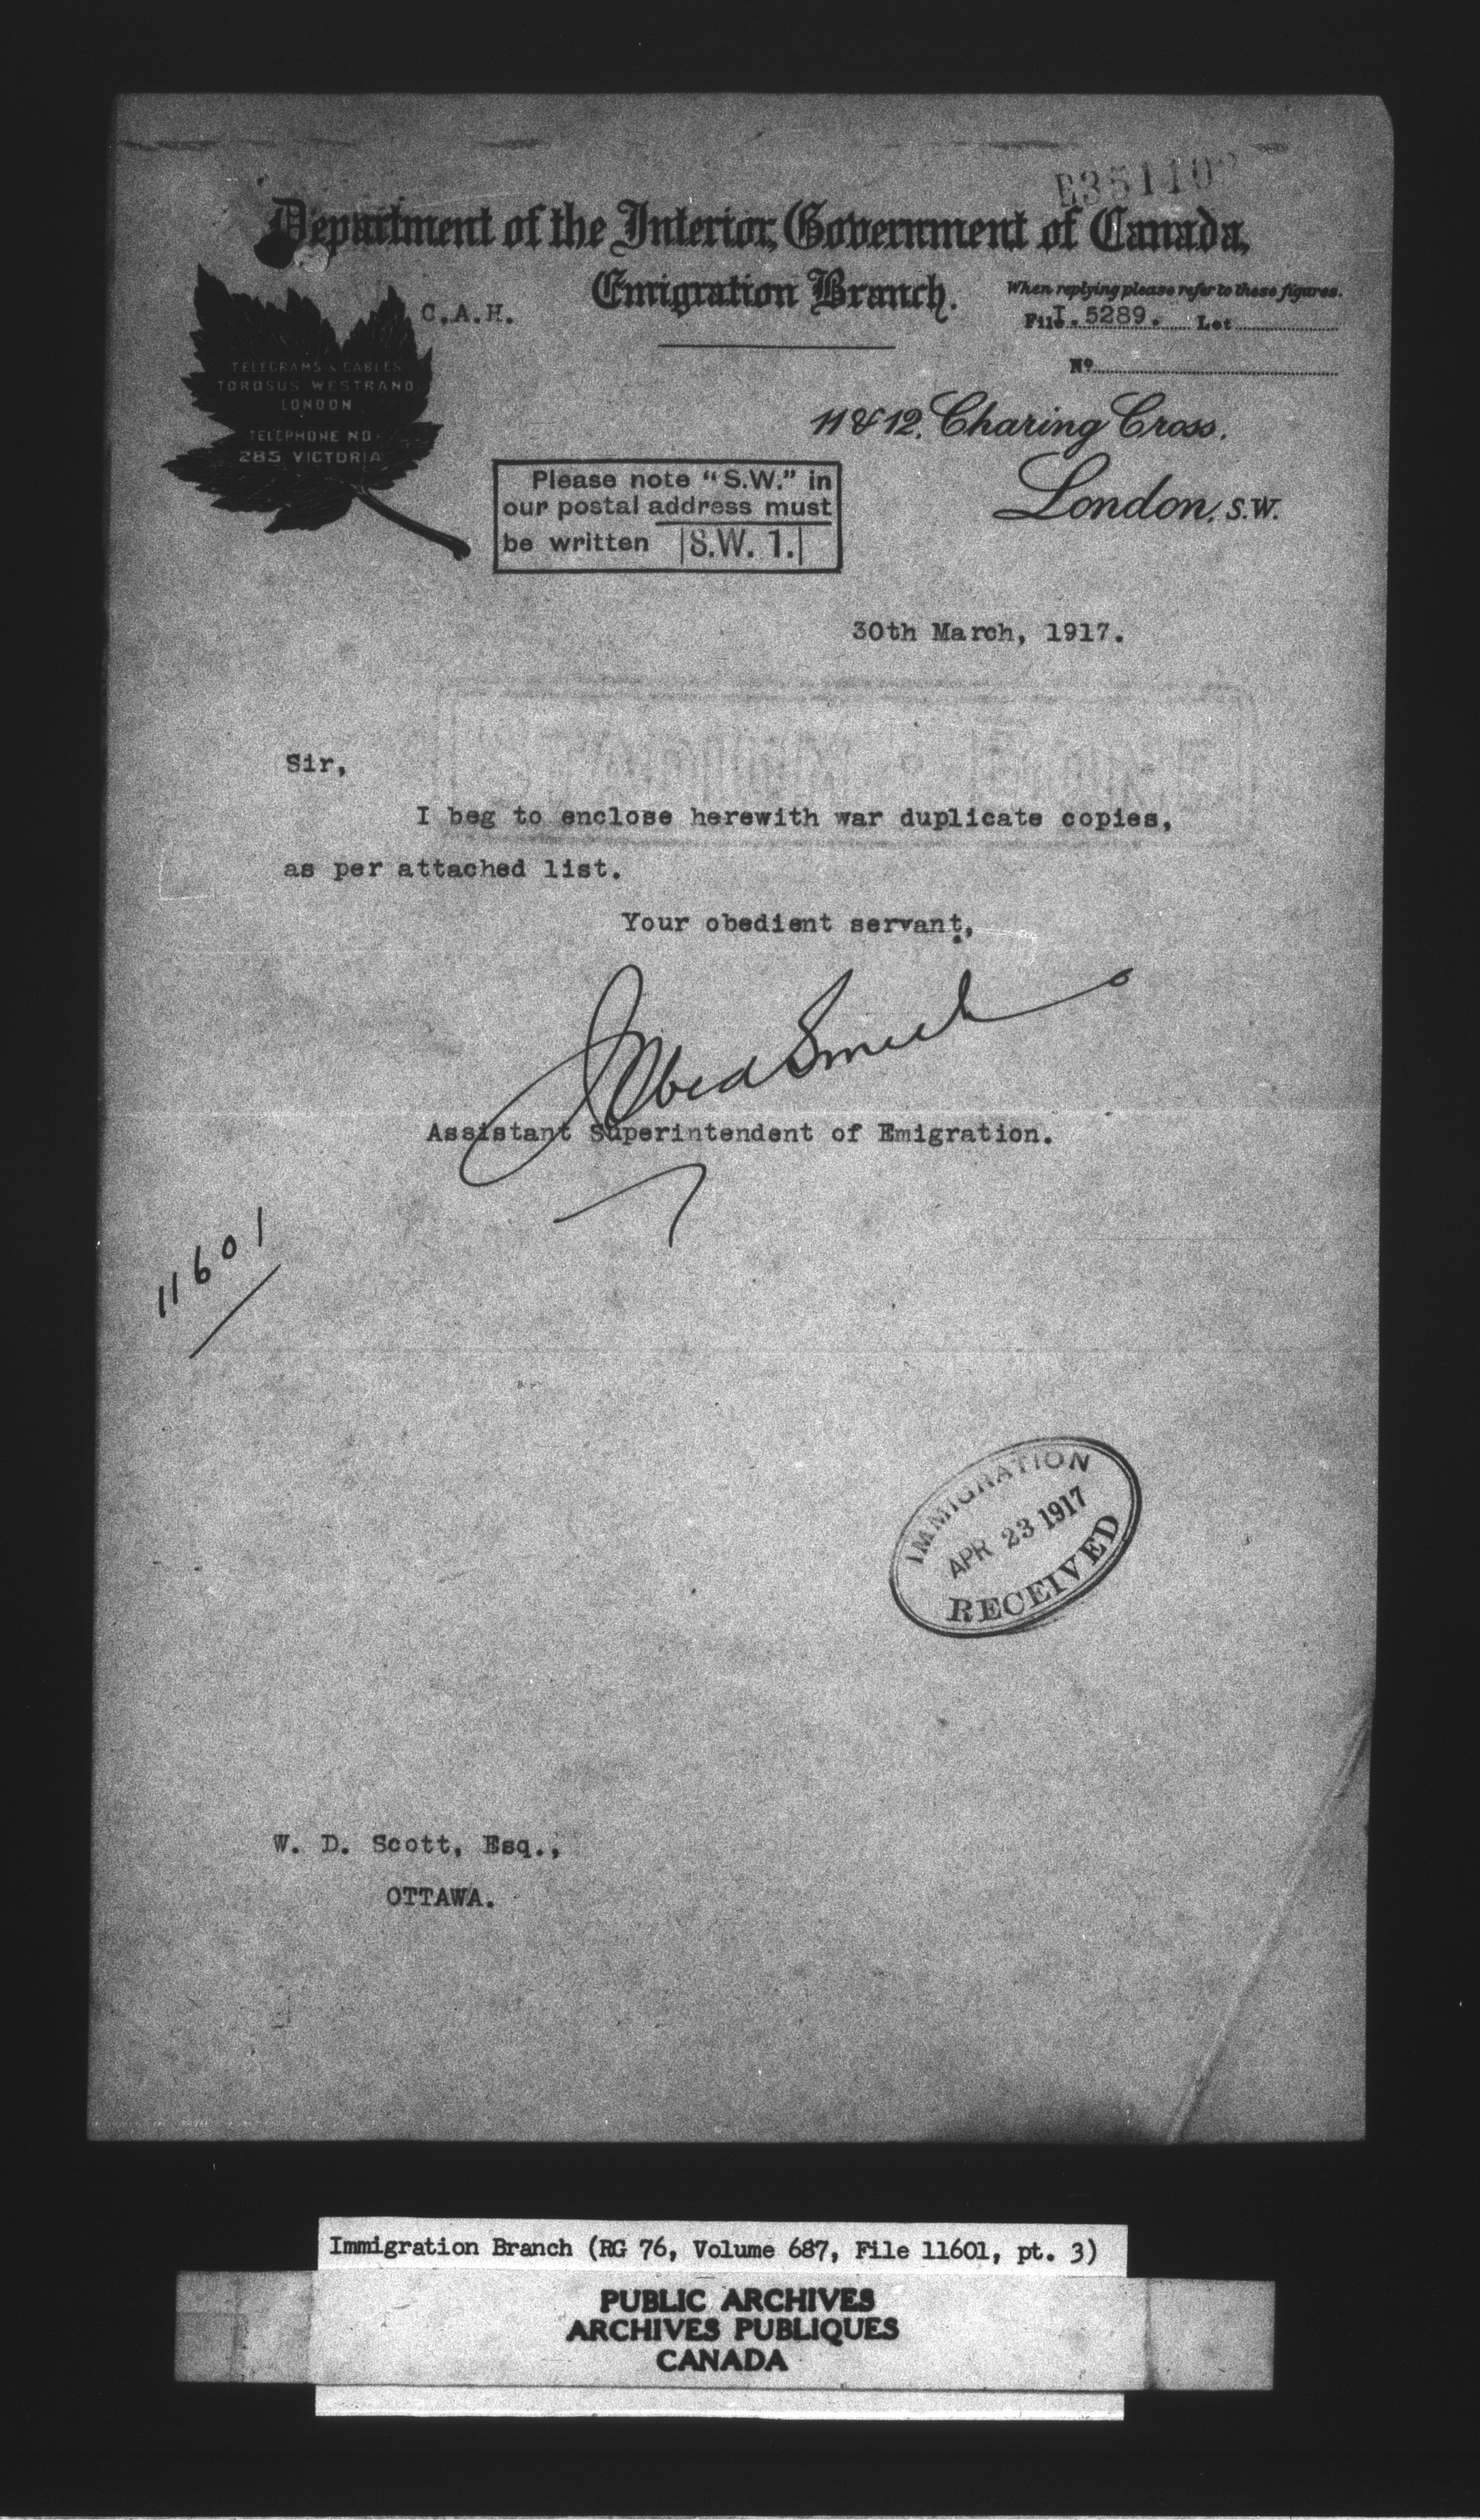 Department of the Interior, Government of Canada,
Emigration Branch.
C.A.H.
When replying please refer to these figures.
File I. 5289. Lot
No
TELEGRAMS & CABLES
TOROSUS WESTRAND
LONDON
TELEPHONE NO.
285 VICTORIA
11 & 12, Charing Cross.
London, S.W.
Please note "S.W." in
our postal address must
be written S.W. 1.
30th March, 1917.
Sir,
I beg to enclose herewith war duplicate copies,
as per attached list.
Your obedient servant,
J Obed Smith
Assistant Superintendent of Emigration.
11601
IMMIGRATION
APR 23 1917
RECEIVED
W. D. Scott, Esq.,
OTTAWA.
Immigration Branch (RG 76, Volume 687, File 11601, pt. 3)
PUBLIC ARCHIVES
ARCHIVES PUBLIQUES
CANADA